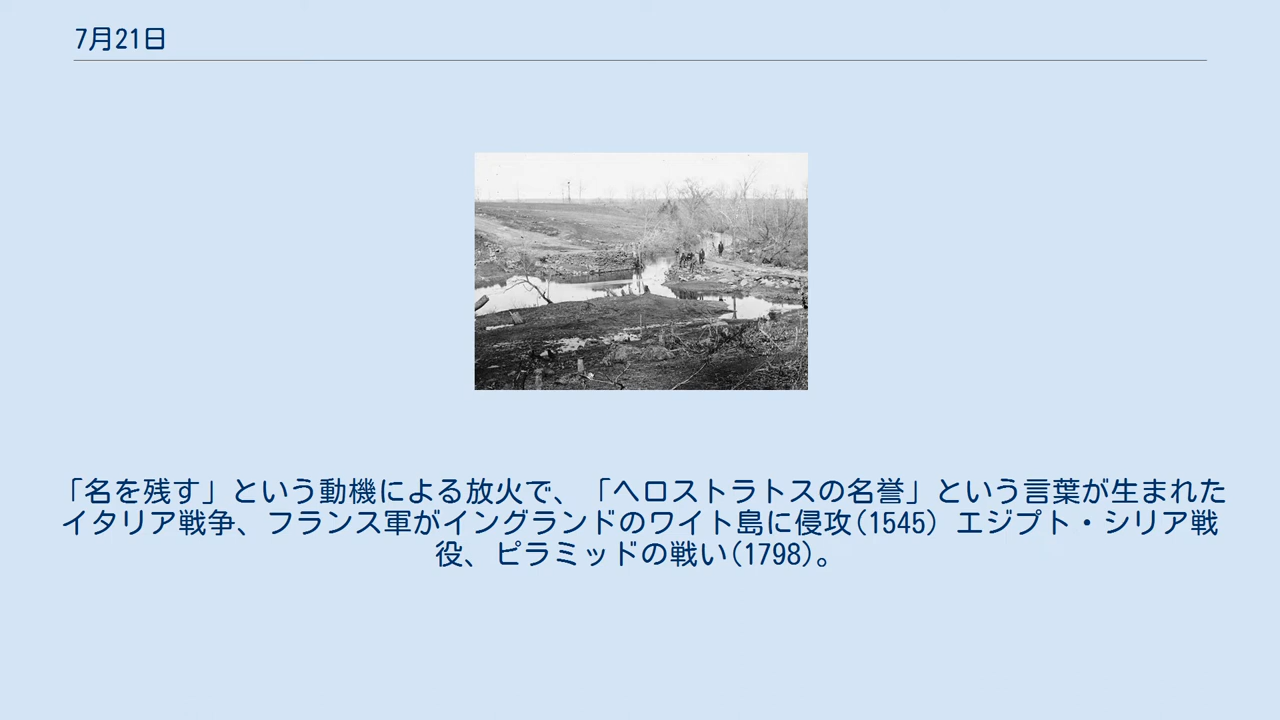 7月21日
「名を残す」という動機による放火で、「ヘロストラトスの名誉」という言葉が生まれた
イタリア戦争、フランス軍がイングランドのワイト島に侵攻(1545) エジプト・シリア戦
役、ピラミッドの戦い(1798)。